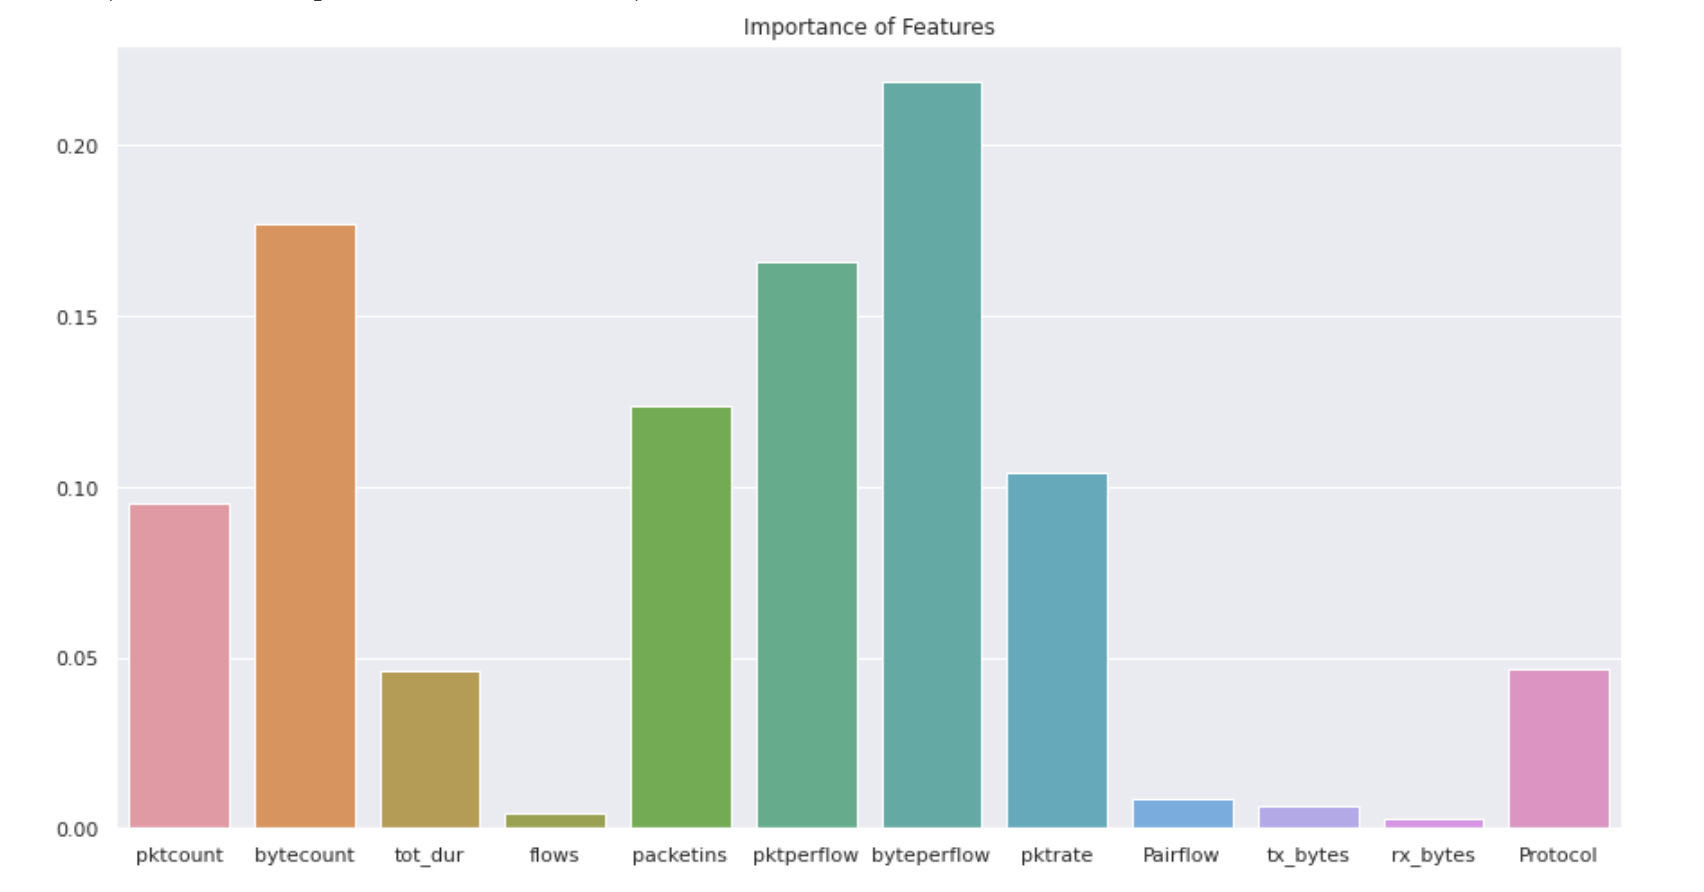 Importance of Features
0.20
0.15
0.10
0.05
0.00
pktcount bytecount tot_dur flows packetins pktperflow byteperflow pktrate Pairflow tx_bytes rx_bytes Protocol